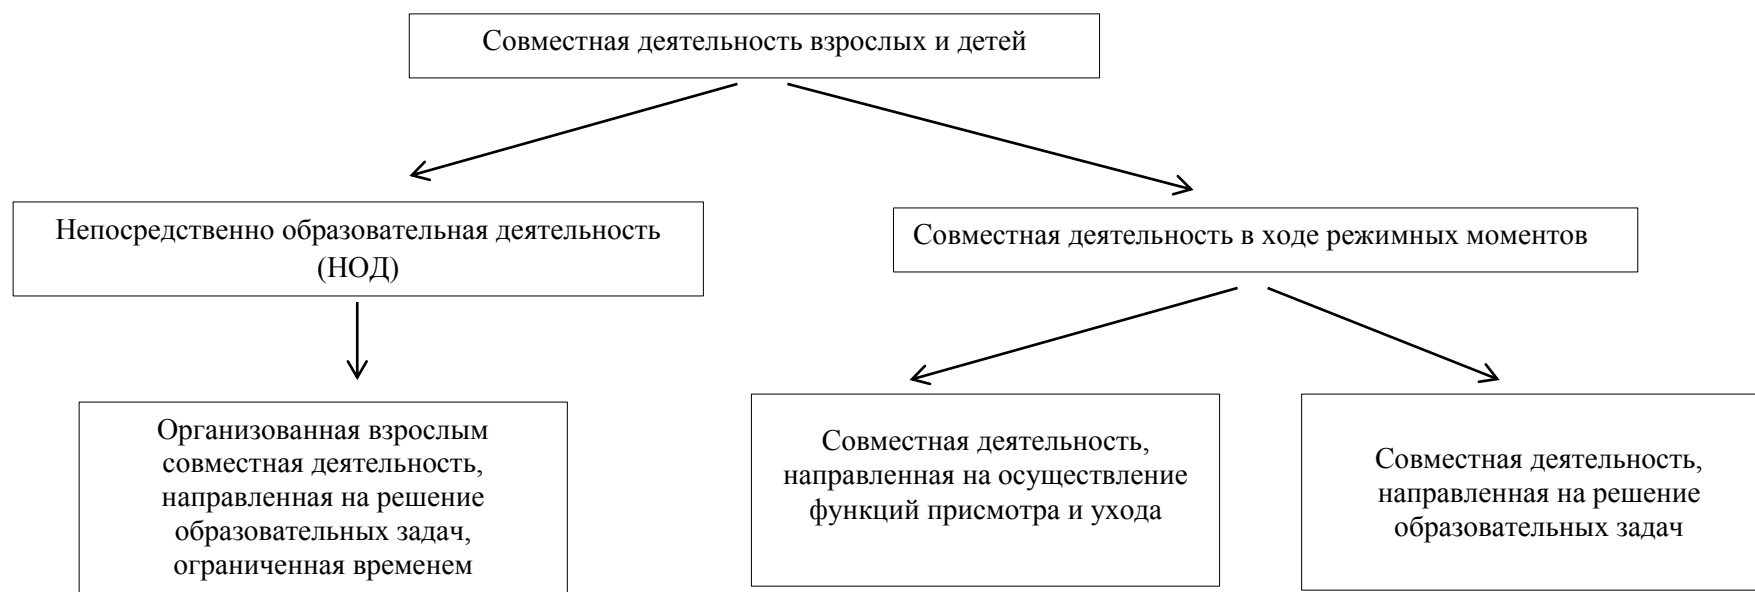 Совместная деятельность взрослых и детей
Непосредственно образовательная деятельность
(НОД)
Совместная деятельность в ходе режимных моментов
Организованная взрослым
совместная деятельность,
направленная на решение
образовательных задач,
ограниченная временем
Совместная деятельность,
направленная на осуществление
функций присмотра и ухода
Совместная деятельность,
направленная на решение
образовательных задач